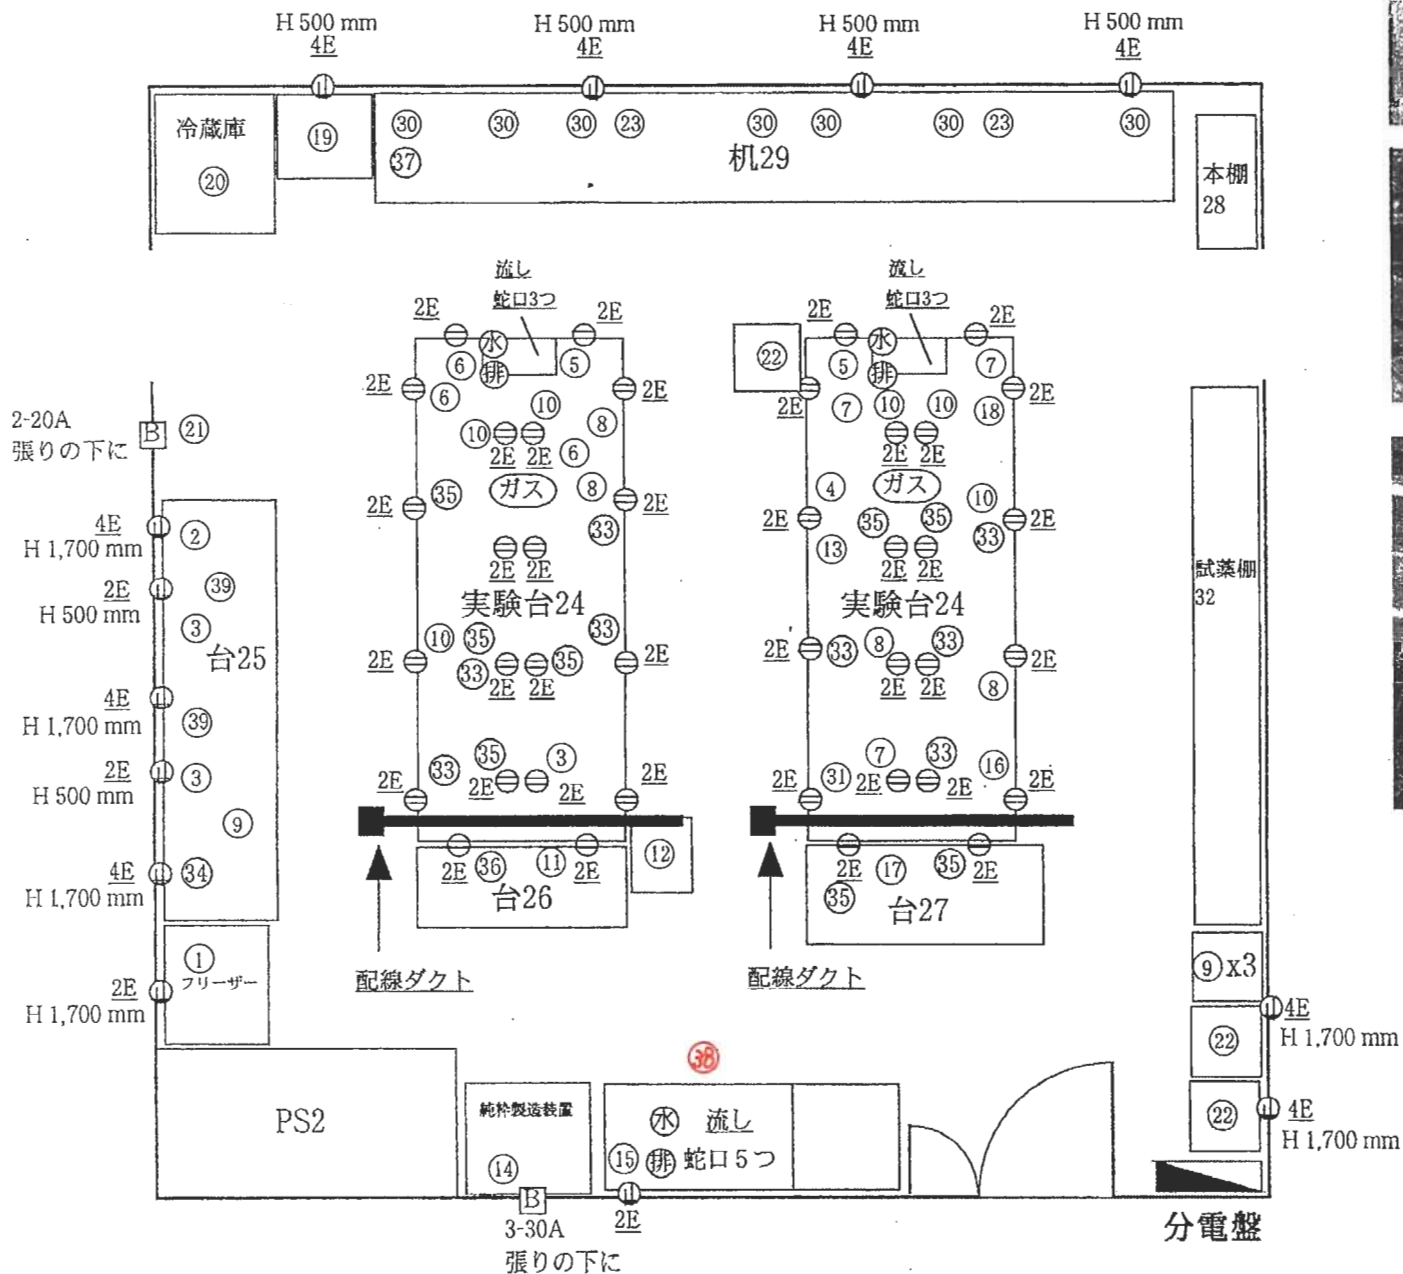 H 500 mm H 500 mm H 500 mm H 500 mm
4E 4E 4E 4E
冷蔵庫 ⑲ ㉚ ㉚ ㉚ ㉓ ㉚ ㉚ ㉚ ㉓ ㉚
⑳ ㊲ 机29
本棚
28
流し 流し
蛇口3つ 蛇口3つ
2E 2E 2E 2E
水 水
⑥ ⑤ ㉒ ⑤ ⑦
排 排
2E ⑥ 2E 2E ⑦ ⑩ ⑩ ⑱ 2E
⑩ ⑧
2-20A
B ㉑
張りの下に
⑩
2E 2E ⑥ 2E 2E
ガス ⑧ ④ ガス ⑩
2E ㉟ 2E 2E ㉟ ㉟ 2E
㉝ ⑬ ㉝
4E ②
H 1,700 mm
2E 2E 2E 2E
2E ㊴
H 500 mm
実験台24 実験台24
試薬棚
32
③
台25
⑩ ㉟ ㉝ ㉝ ⑧ ㉝
2E ㉝ ㉟ 2E 2E 2E
2E 2E 2E 2E ⑧
4E
H 1,700 mm ㊴
㉟ ③ ⑦ ㉝ ⑯
2E ㉝ 2E 2E 2E 2E ㉛ 2E 2E 2E
2E ③
H 500 mm
⑨
4E ㉞
H 1,700 mm
2E ㊱ ⑪ 2E ⑫ 2E ⑰ ㉟ 2E
台26 ㉟ 台27
①
フリーザー
配線ダクト 配線ダクト
⑨x3
2E
H 1,700 mm
4E
㉒ H 1,700 mm
㊳
PS2
純粋製造装置
⑭
水 流し
⑮ 排 蛇口５つ
㉒ 4E
H 1,700 mm
B
2E
3-30A
張りの下に
分電盤